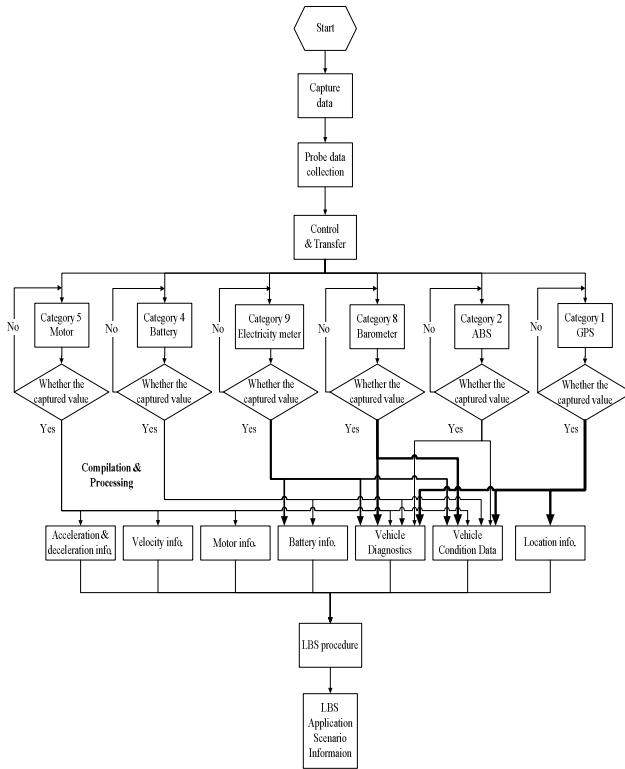 Start
Capture
data
Probe data
collection
Control
& Transfer
No
Category 5
Motor
No
Category 4
Battery
No
Category 9
Electricity meter
No
Category 8
Barometer
No
Category 2
ABS
No
Category 1
GPS
Whether the
captured value
Whether the
captured value
Whether the
captured value
Whether the
captured value
Whether the
captured value
Whether the
captured value
Yes
Yes
Yes
Yes
Yes
Yes
Compilation &
Processing
Acceleration &
deceleration info.
Velocity info.
Motor info.
Battery info.
Vehicle
Diagnostics
Vehicle
Condition Data
Location info.
LBS procedure
LBS
Application
Scenario
Informaion